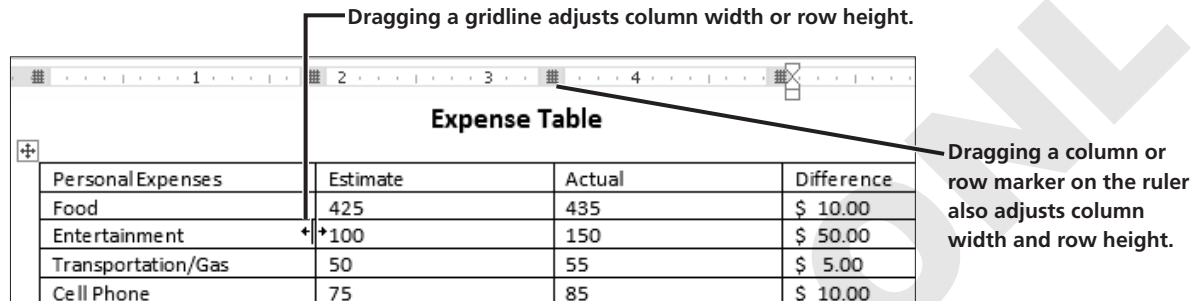 Dragging a gridline adjusts column width or row height.
1 2 3 4
Expense Table
Personal Expenses Estimate Actual Difference
Food 425 435 $ 10.00
Entertainment 100 150 $ 50.00
Transportation/Gas 50 55 $ 5.00
Cell Phone 75 85 $ 10.00
Dragging a column or
row marker on the ruler
also adjusts column
width and row height.
ONL